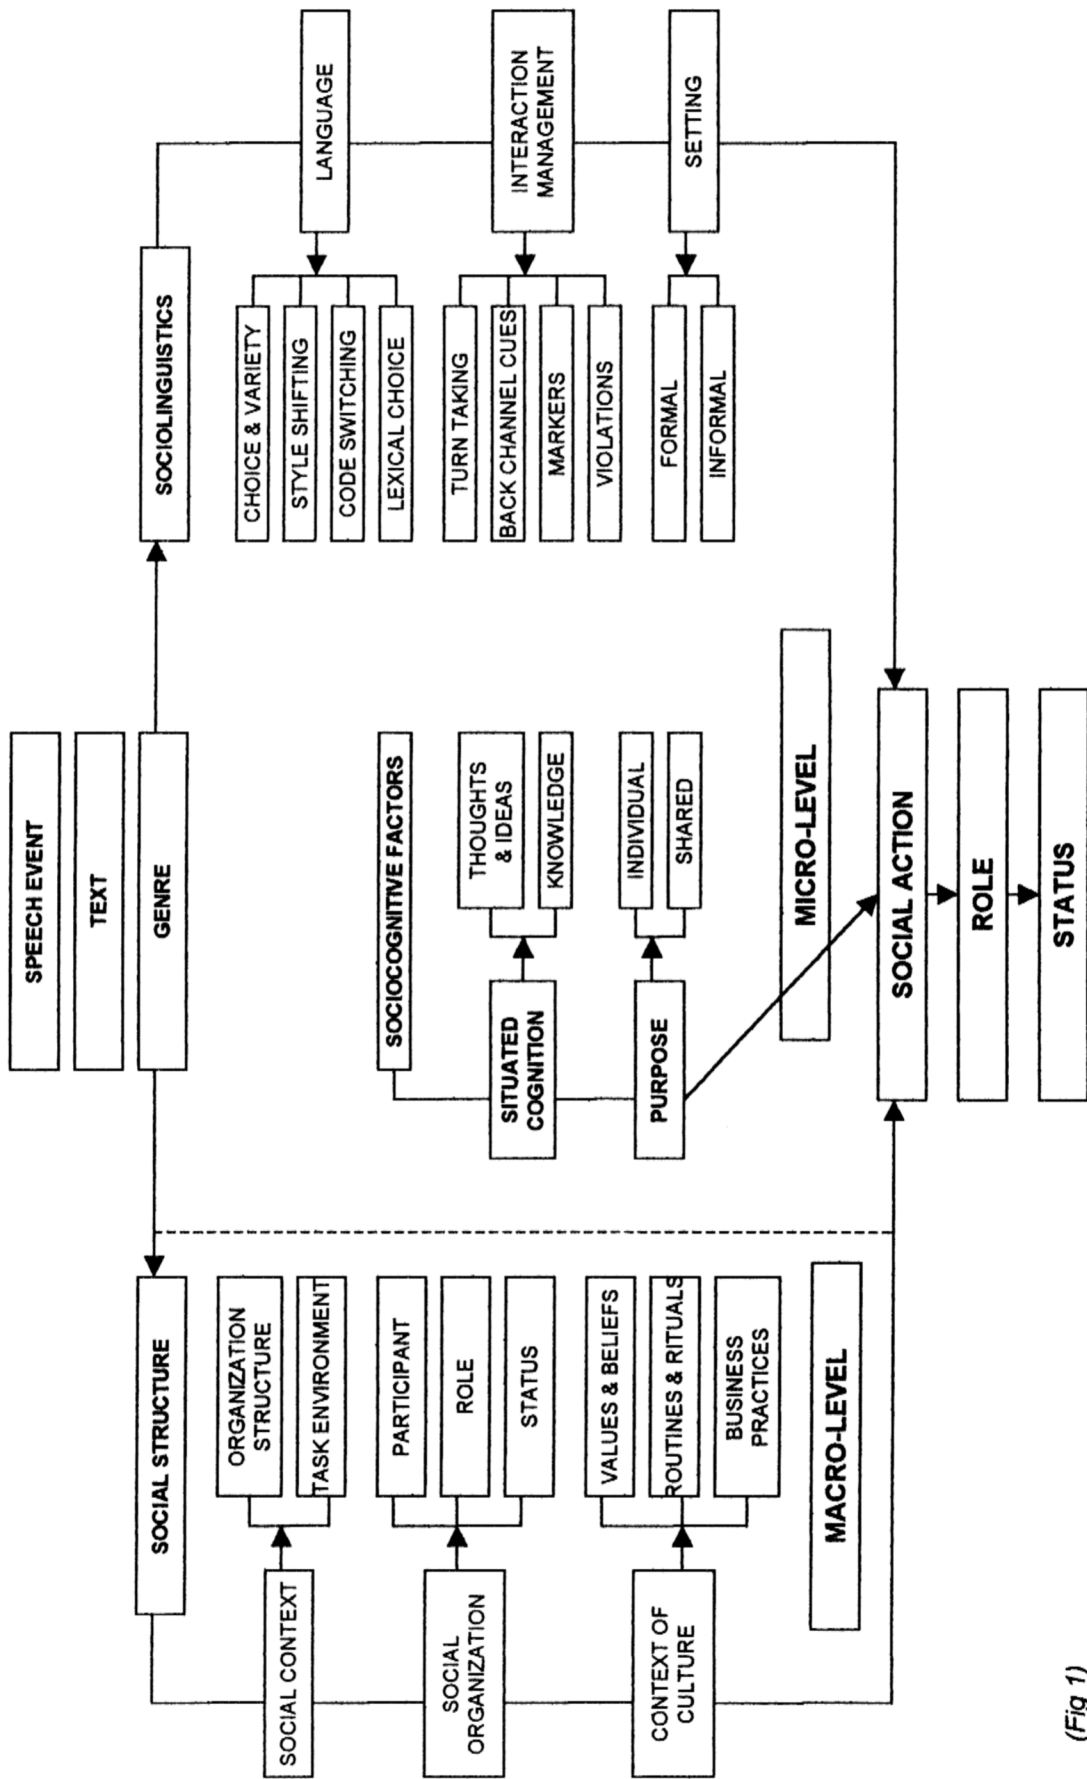 SPEECH EVENT
TEXT
GENRE
SOCIAL STRUCTURE
SOCIAL CONTEXT
ORGANIZATION
STRUCTURE
TASK ENVIRONMENT
SOCIAL
ORGANIZATION
PARTICIPANT
ROLE
STATUS
CONTEXT OF
CULTURE
VALUES & BELIEFS
ROUTINES & RITUALS
BUSINESS
PRACTICES
MACRO-LEVEL
SOCIOCOGNITIVE FACTORS
SITUATED
COGNITION
THOUGHTS
& IDEAS
KNOWLEDGE
PURPOSE
INDIVIDUAL
SHARED
MICRO-LEVEL
SOCIOLINGUISTICS
CHOICE & VARIETY
STYLE SHIFTING
CODE SWITCHING
LEXICAL CHOICE
LANGUAGE
TURN TAKING
BACK CHANNEL CUES
MARKERS
VIOLATIONS
INTERACTION
MANAGEMENT
FORMAL
INFORMAL
SETTING
SOCIAL ACTION
ROLE
STATUS
(Fig 1)